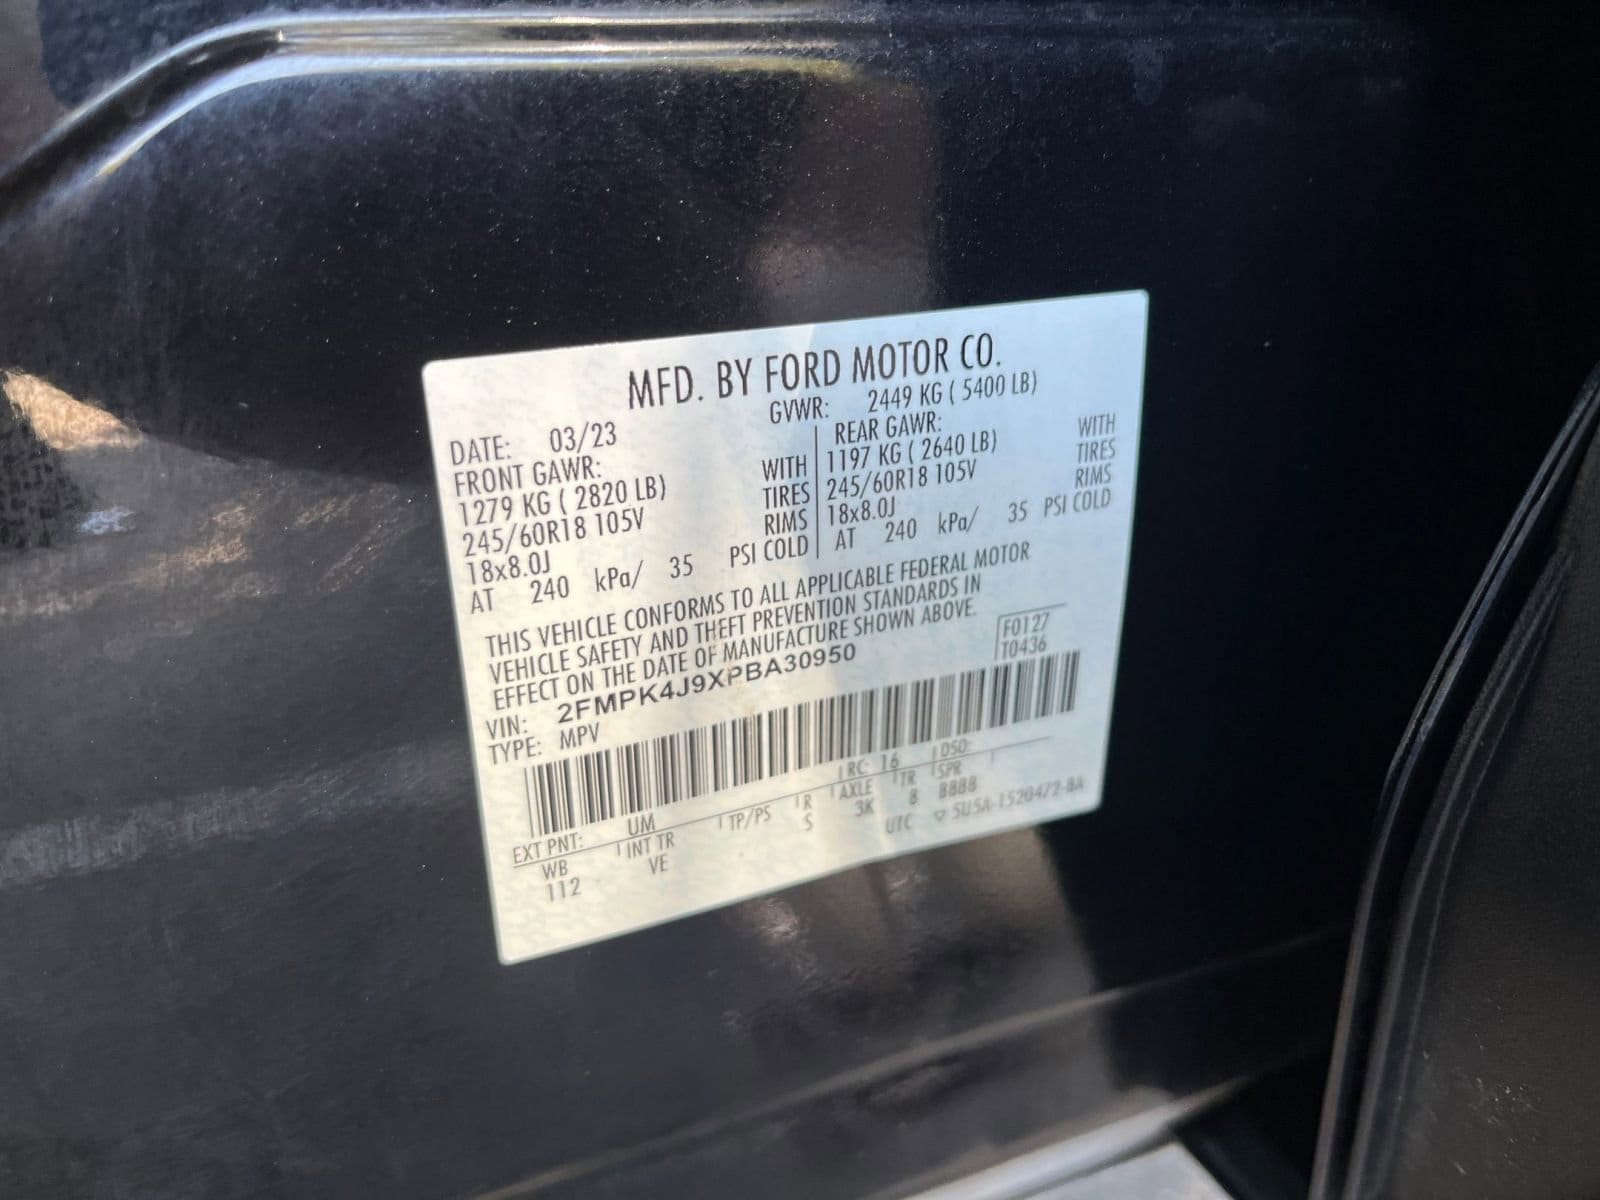 MFD. BY FORD MOTOR CO.
DATE: 03/23 GVWR: 2449 KG ( 5400 LB)
FRONT GAWR: REAR GAWR:
1279 KG ( 2820 LB) WITH 1197 KG ( 2640 LB) WITH
245/60R18 105V TIRES 245/60R18 105V TIRES
18x8.0J RIMS 18x8.0J RIMS
AT 240 kPa/ 35 PSI COLD AT 240 kPa/ 35 PSI COLD
THIS VEHICLE CONFORMS TO ALL APPLICABLE FEDERAL MOTOR
VEHICLE SAFETY AND THEFT PREVENTION STANDARDS IN
EFFECT ON THE DATE OF MANUFACTURE SHOWN ABOVE.
F0127
T0436
VIN: 2FMPK4J9XPBA30950
TYPE: MPV
EXT PNT: UM RC: 16 DSO:
WB INT TR TP/PS R AXLE TR SPR
112 VE S 3K 8 BBBB
UTC ▽ 5U5A-1520472-BA